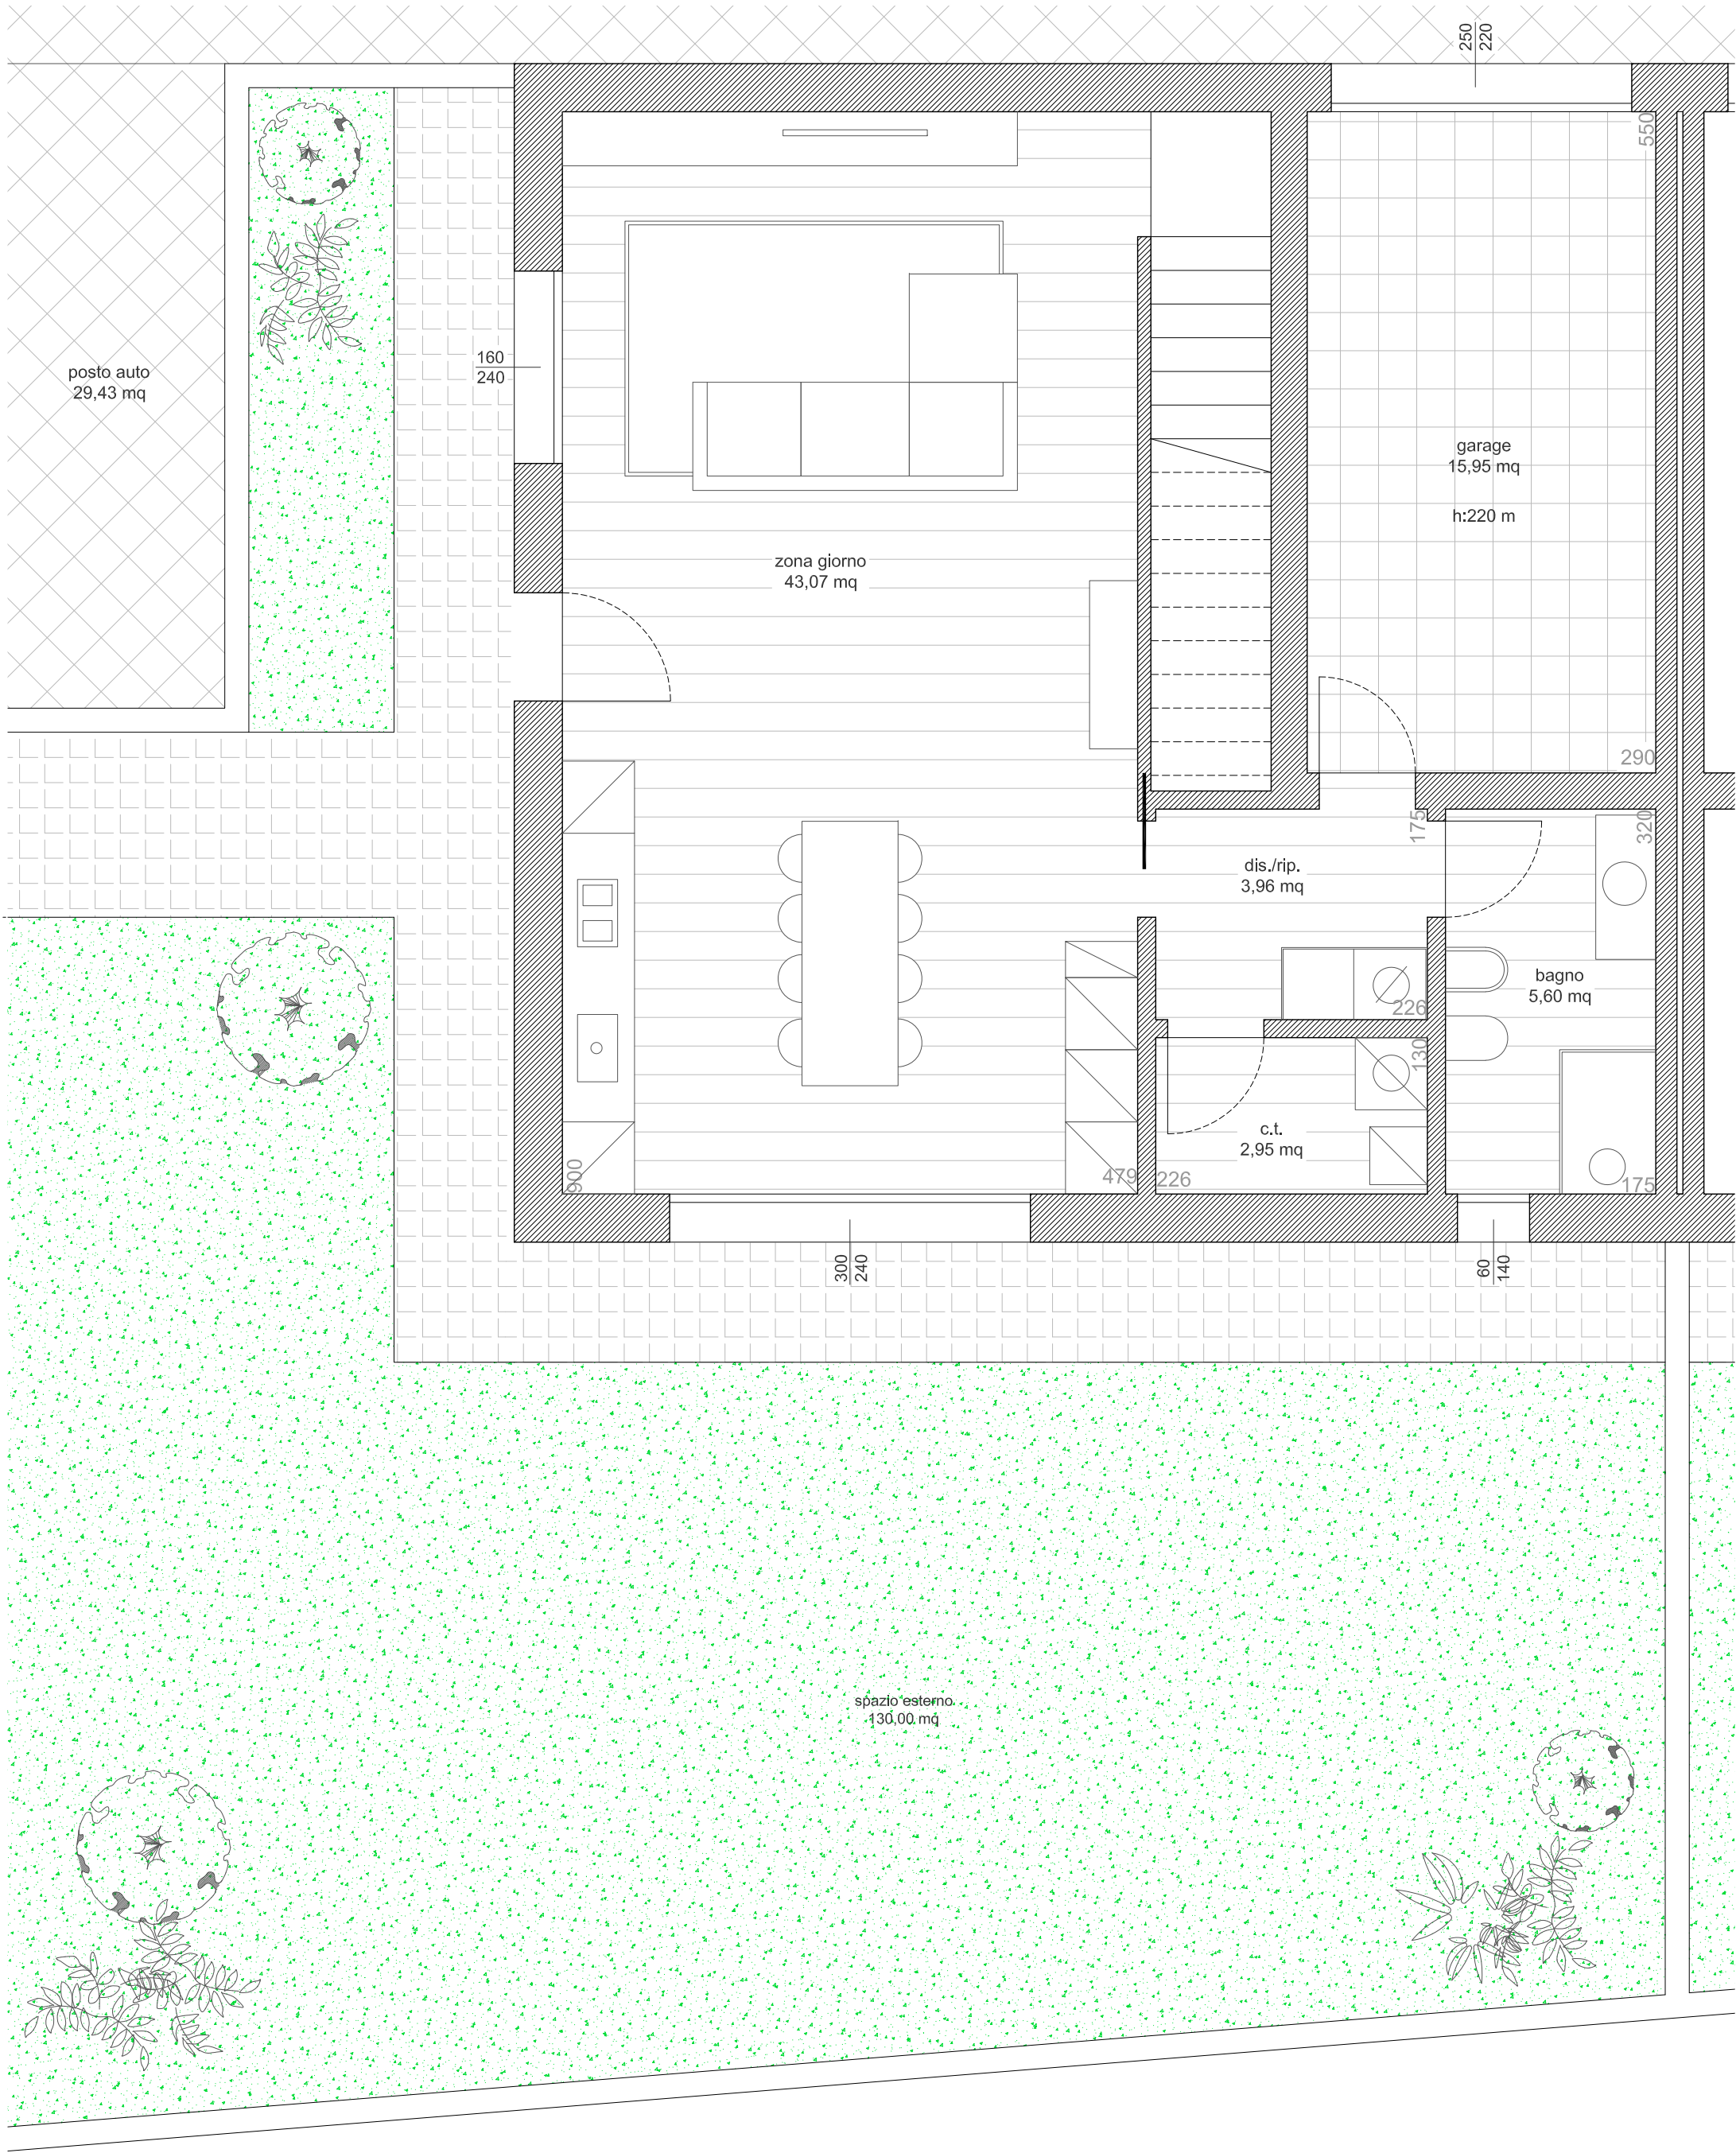 250
220
550
posto auto
29,43 mq
160
240
garage
15,95 mq
h:220 m
zona giorno
43,07 mq
290
175
320
dis./rip.
3,96 mq
bagno
5,60 mq
226
130
c.t.
2,95 mq
900
479
226
175
300
240
60
140
spazio esterno
130,00 mq